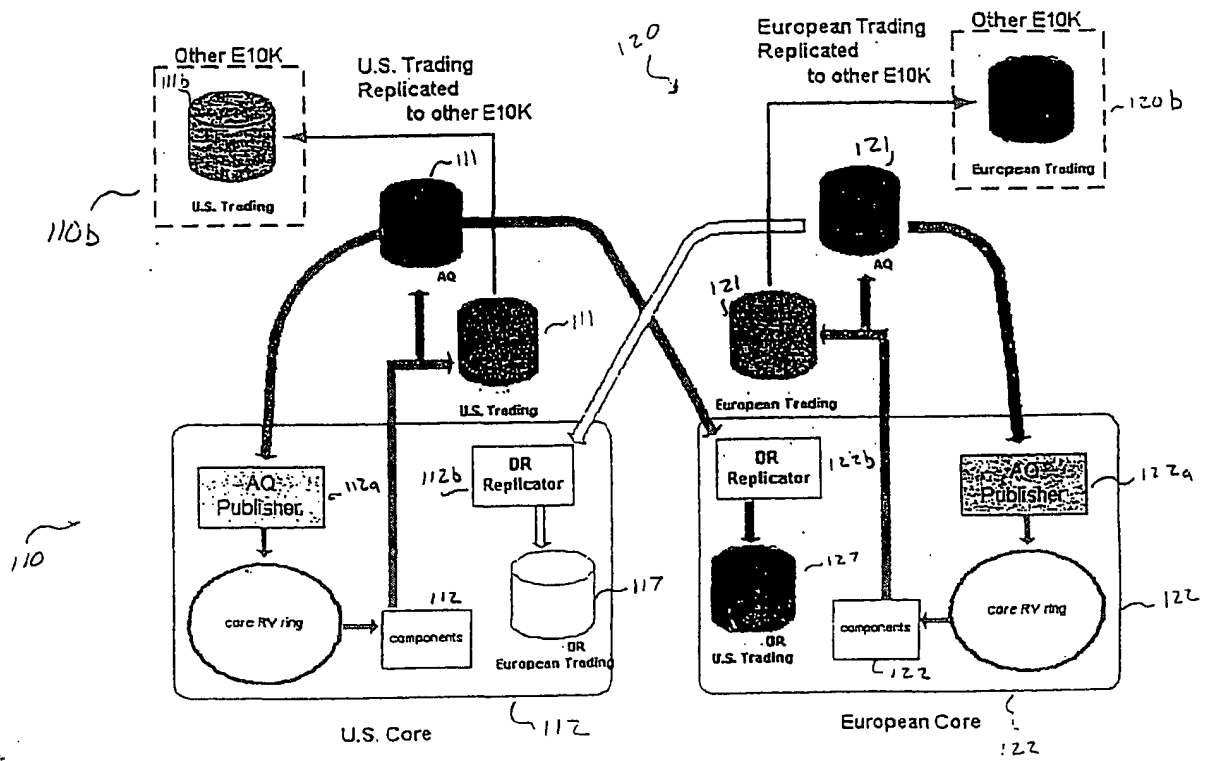 Other E10K
111b
U.S. Trading
110b
U.S. Trading
Replicated
to other E10K
120
European Trading
Replicated
to other E10K
Other E10K
European Trading
120b
111
AQ
121
AQ
111
U.S. Trading
121
European Trading
AQ
Publisher
112a
112b
DR
Replicator
DR
Replicator
122b
AQ
Publisher
122a
110
core RV ring
112
components
117
DR
European Trading
127
DR
U.S. Trading
components
122
core RV ring
122
U.S. Core
112
European Core
122